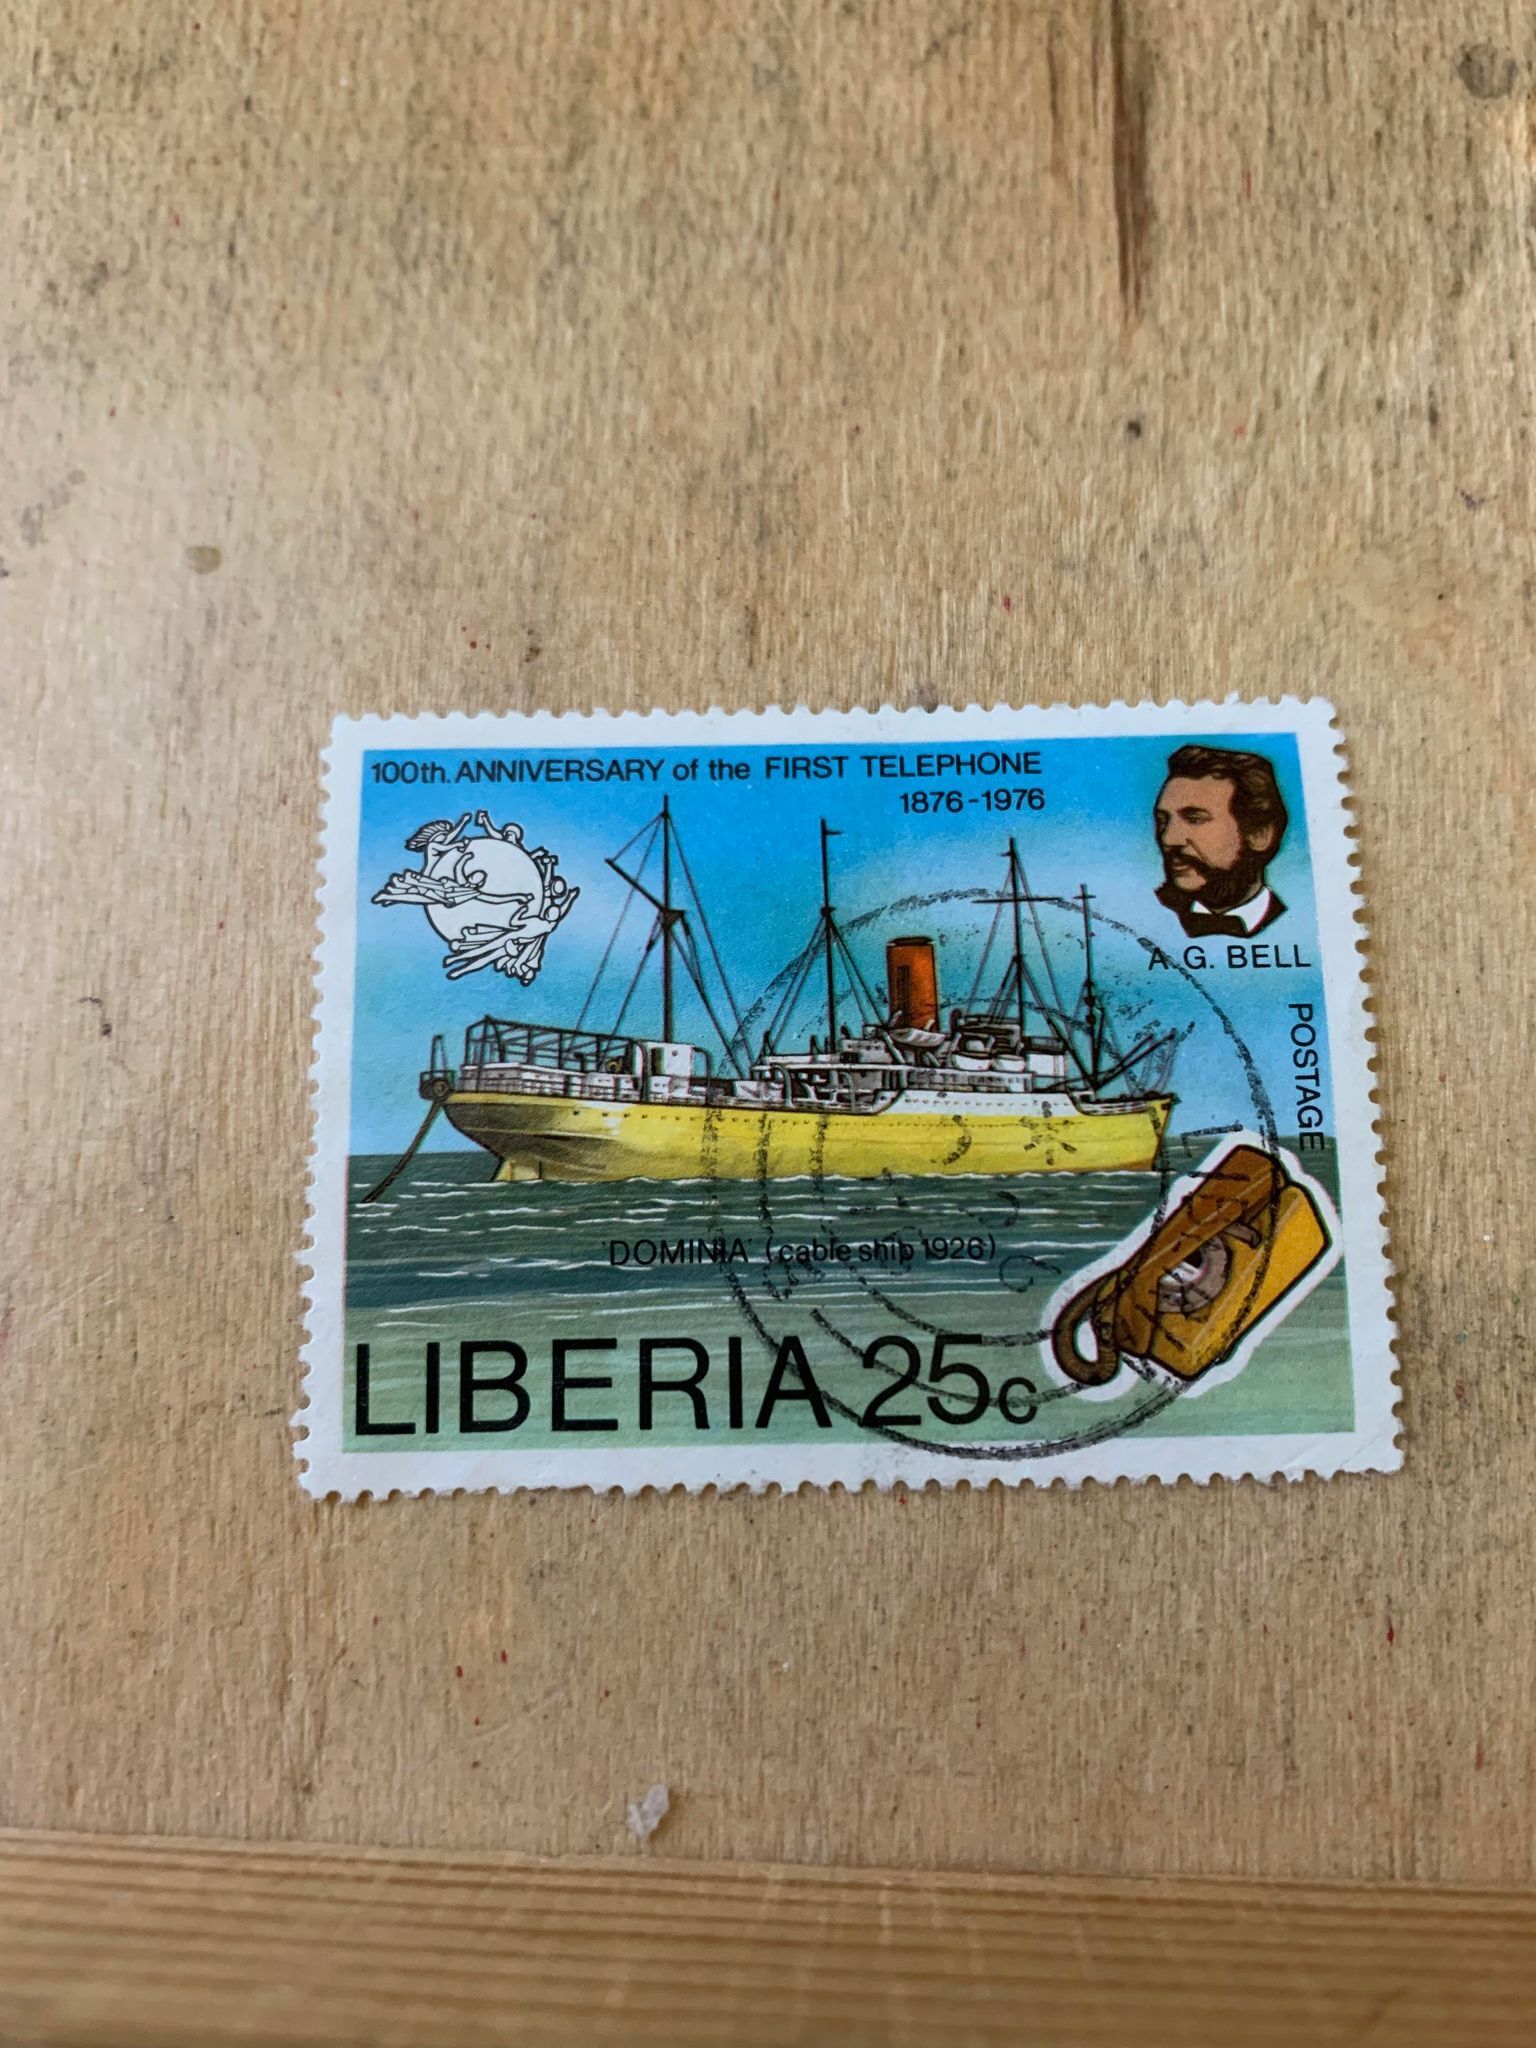 100th. ANNIVERSARY of the FIRST TELEPHONE
1876-1976
A. G. BELL
POSTAGE
'DOMINIA' (cable ship 1926)
LIBERIA 25c